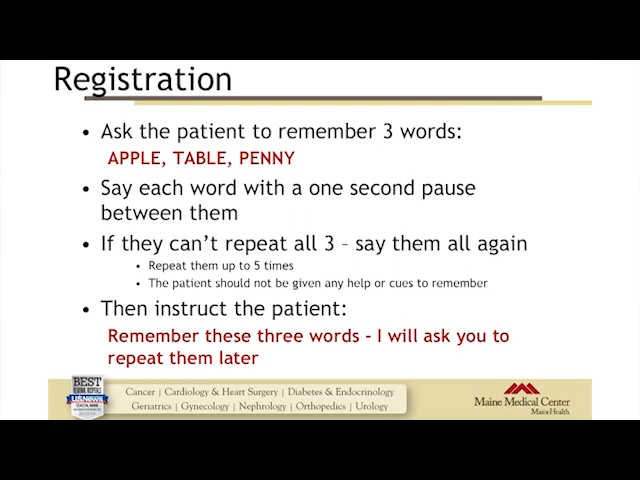 Registration
• Ask the patient to remember 3 words:
APPLE, TABLE, PENNY
• Say each word with a one second pause
between them
• If they can't repeat all 3 – say them all again
• Repeat them up to 5 times
• The patient should not be given any help or cues to remember
• Then instruct the patient:
Remember these three words - I will ask you to
repeat them later
BEST
REGIONAL HOSPITALS
U.S.News
Cancer | Cardiology & Heart Surgery | Diabetes & Endocrinology
Geriatrics | Gynecology | Nephrology | Orthopedics | Urology
Maine Medical Center
MaineHealth